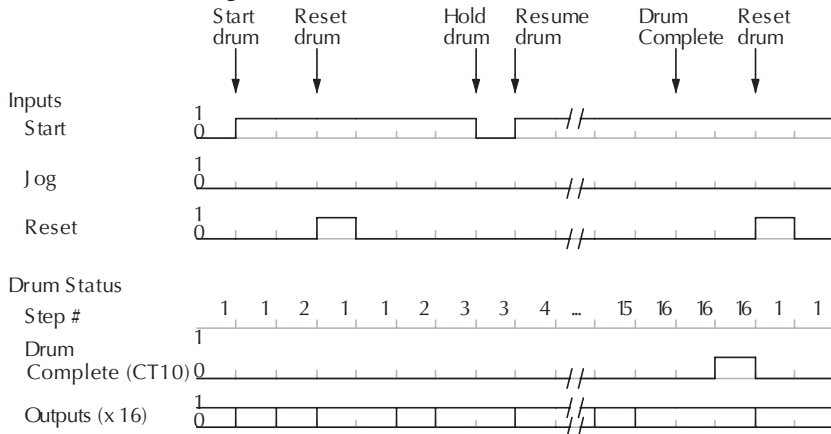 Start drum
Reset drum
Hold drum
Resume drum
Drum Complete
Reset drum
Inputs
Start
1
0
Jog
1
0
Reset
1
0
Drum Status
Step #
1 1 2 1 1 2 3 3 4 ... 15 16 16 16 1 1
Drum
Complete (CT10)
1
0
Outputs (x 16)
1
0